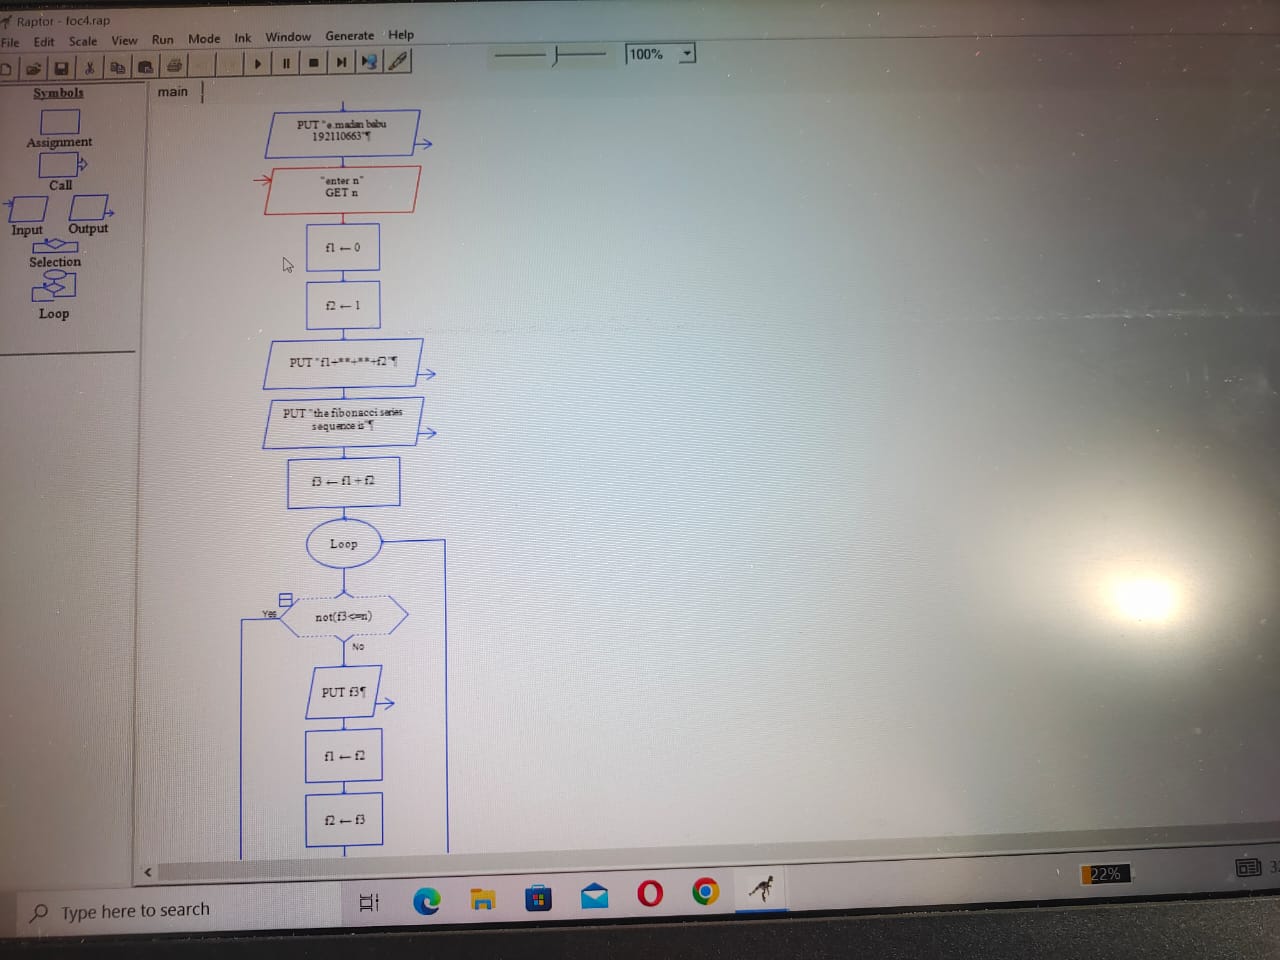 Raptor - foc4.rap
File Edit Scale View Run Mode Ink Window Generate Help
100%
Symbols
Assignment
Call
Input Output
Selection
Loop
main
PUT "e.madan babu
192110663"¶
"enter n"
GET n
f1 ← 0
f2 ← 1
PUT "f1+**+**+f2"¶
PUT "the fibonacci series
sequence is"¶
f3 ← f1 + f2
Loop
Yes
not(f3<=n)
No
PUT f3¶
f1 ← f2
f2 ← f3
22%
Type here to search